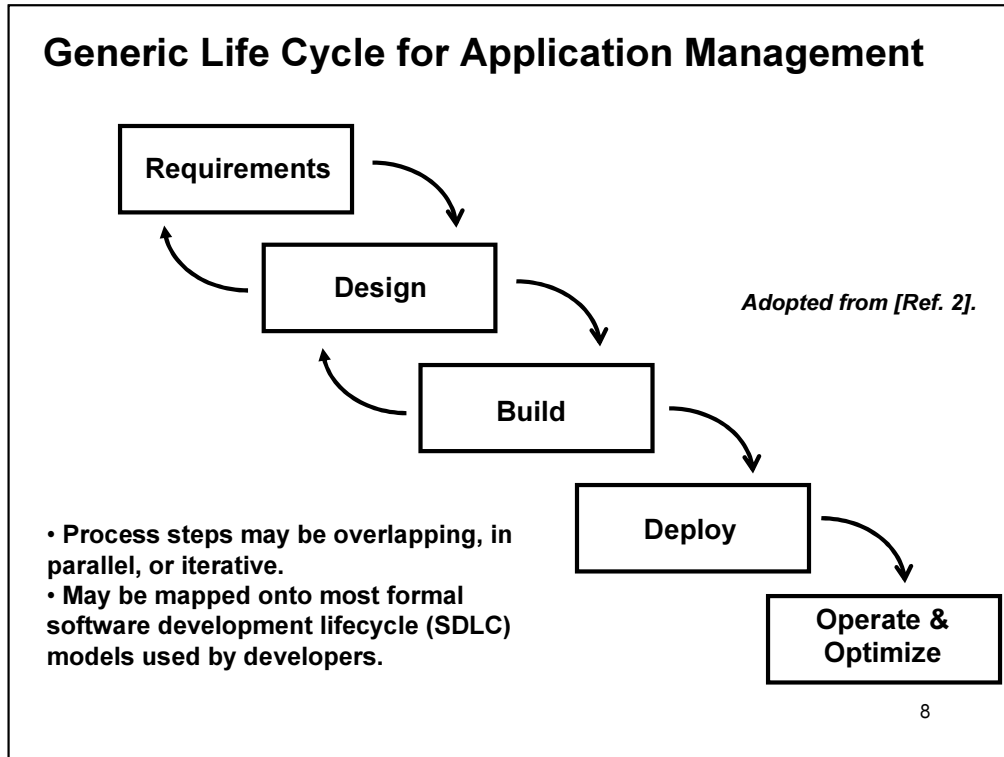 Generic Life Cycle for Application Management
Requirements
Design
Adopted from [Ref. 2].
Build
Deploy
• Process steps may be overlapping, in
parallel, or iterative.
• May be mapped onto most formal
software development lifecycle (SDLC)
models used by developers.
Operate &
Optimize
8